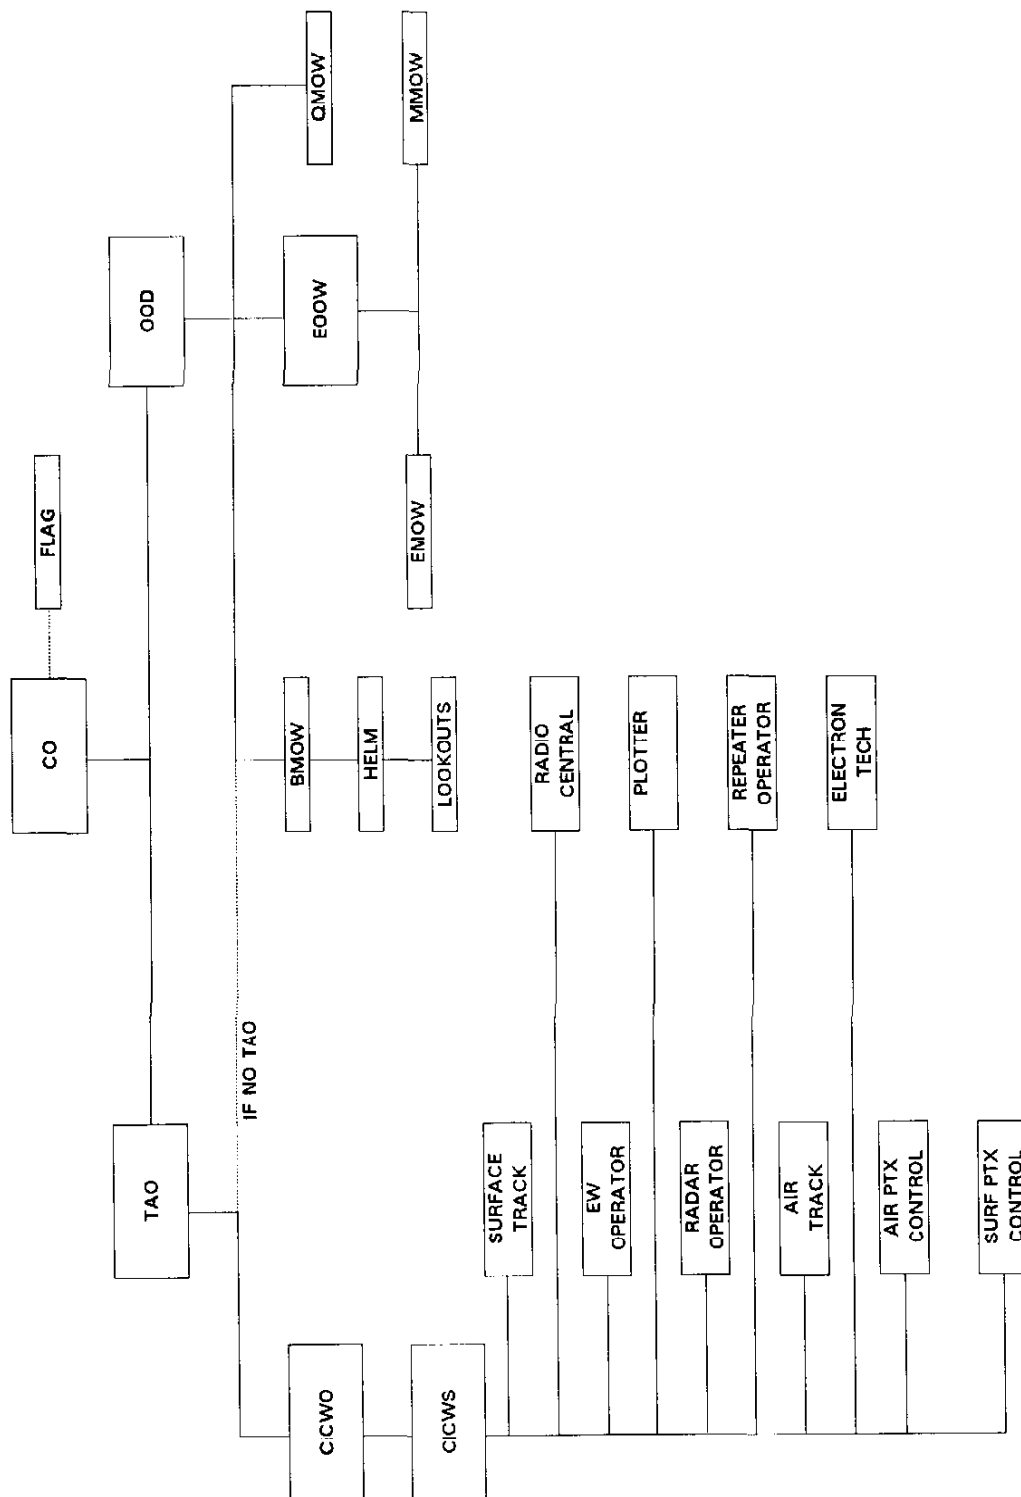 CO
FLAG
TAO
OOD
IF NO TAO
CICWO
BMOW
EOOW
QMOW
HELM
CICWS
LOOKOUTS
EMOW
MMOW
SURFACE
TRACK
RADIO
CENTRAL
EW
OPERATOR
PLOTTER
RADAR
OPERATOR
REPEATER
OPERATOR
AIR
TRACK
ELECTRON
TECH
AIR PTX
CONTROL
SURF PTX
CONTROL